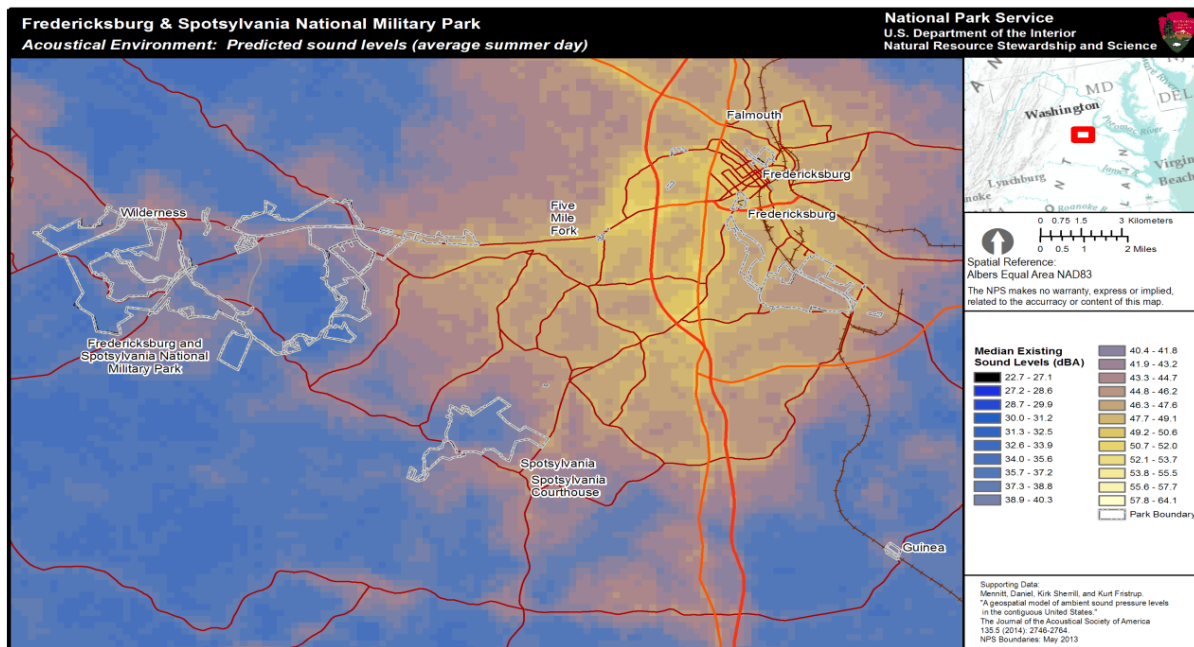 Fredericksburg & Spotsylvania National Military Park
Acoustical Environment: Predicted sound levels (average summer day)
National Park Service
U.S. Department of the Interior
Natural Resource Stewardship and Science
Falmouth
Fredericksburg
Fredericksburg
Wilderness
Five
Mile
Fork
Fredericksburg and
Spotsylvania National
Military Park
Spotsylvania
Spotsylvania
Courthouse
Guinea
MD
DEL
Washington
Potomac River
Virginia
Beach
Lynchburg
Roanoke R
James R
0 0.75 1.5 3 Kilometers
0 0.5 1 2 Miles
Spatial Reference:
Albers Equal Area NAD83
The NPS makes no warranty, express or implied,
related to the accurracy or content of this map.
Median Existing
Sound Levels (dBA)
22.7 - 27.1
27.2 - 28.6
28.7 - 29.9
30.0 - 31.2
31.3 - 32.5
32.6 - 33.9
34.0 - 35.6
35.7 - 37.2
37.3 - 38.8
38.9 - 40.3
40.4 - 41.8
41.9 - 43.2
43.3 - 44.7
44.8 - 46.2
46.3 - 47.6
47.7 - 49.1
49.2 - 50.6
50.7 - 52.0
52.1 - 53.7
53.8 - 55.5
55.6 - 57.7
57.8 - 64.1
Park Boundary
Supporting Data:
Mennitt, Daniel, Kirk Sherrill, and Kurt Fristrup.
"A geospatial model of ambient sound pressure levels
in the contiguous United States."
The Journal of the Acoustical Society of America
135.5 (2014): 2746-2764.
NPS Boundaries: May 2013